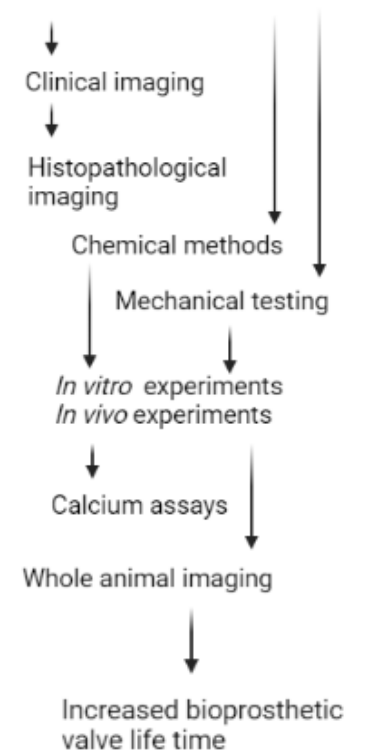 Clinical imaging
Histopathological
imaging
Chemical methods
Mechanical testing
In vitro experiments
In vivo experiments
Calcium assays
Whole animal imaging
Increased bioprosthetic
valve life time